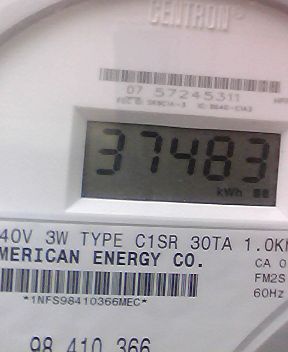 CENTRON®
07 57245311
37483
kWh
40V 3W TYPE C1SR 30TA 1.0K
MERICAN ENERGY CO.
CA 0
FM2S
60Hz
*1NFS98410366MEC*
98 410 366